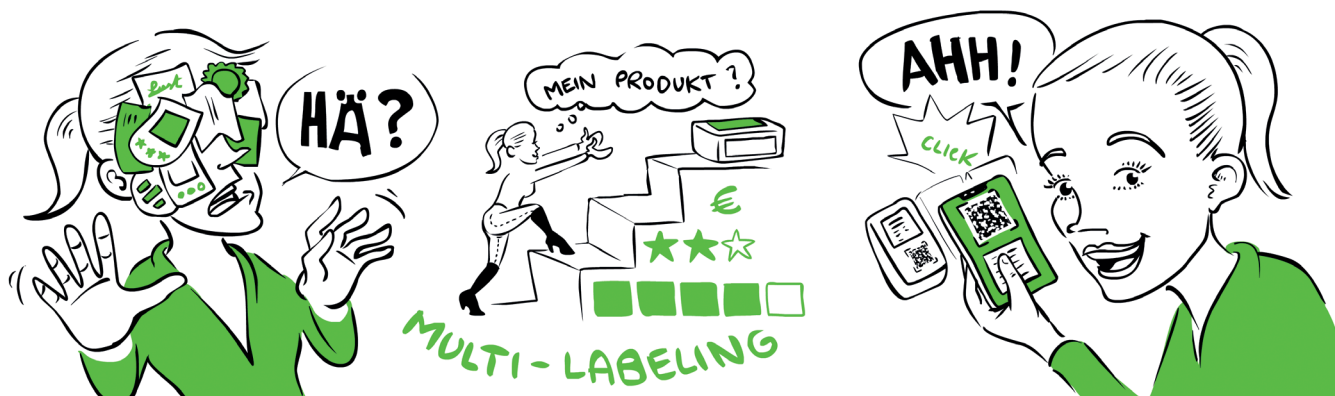 HÄ?
MEIN PRODUKT?
€
MULTI-LABELING
AHH!
CLICK